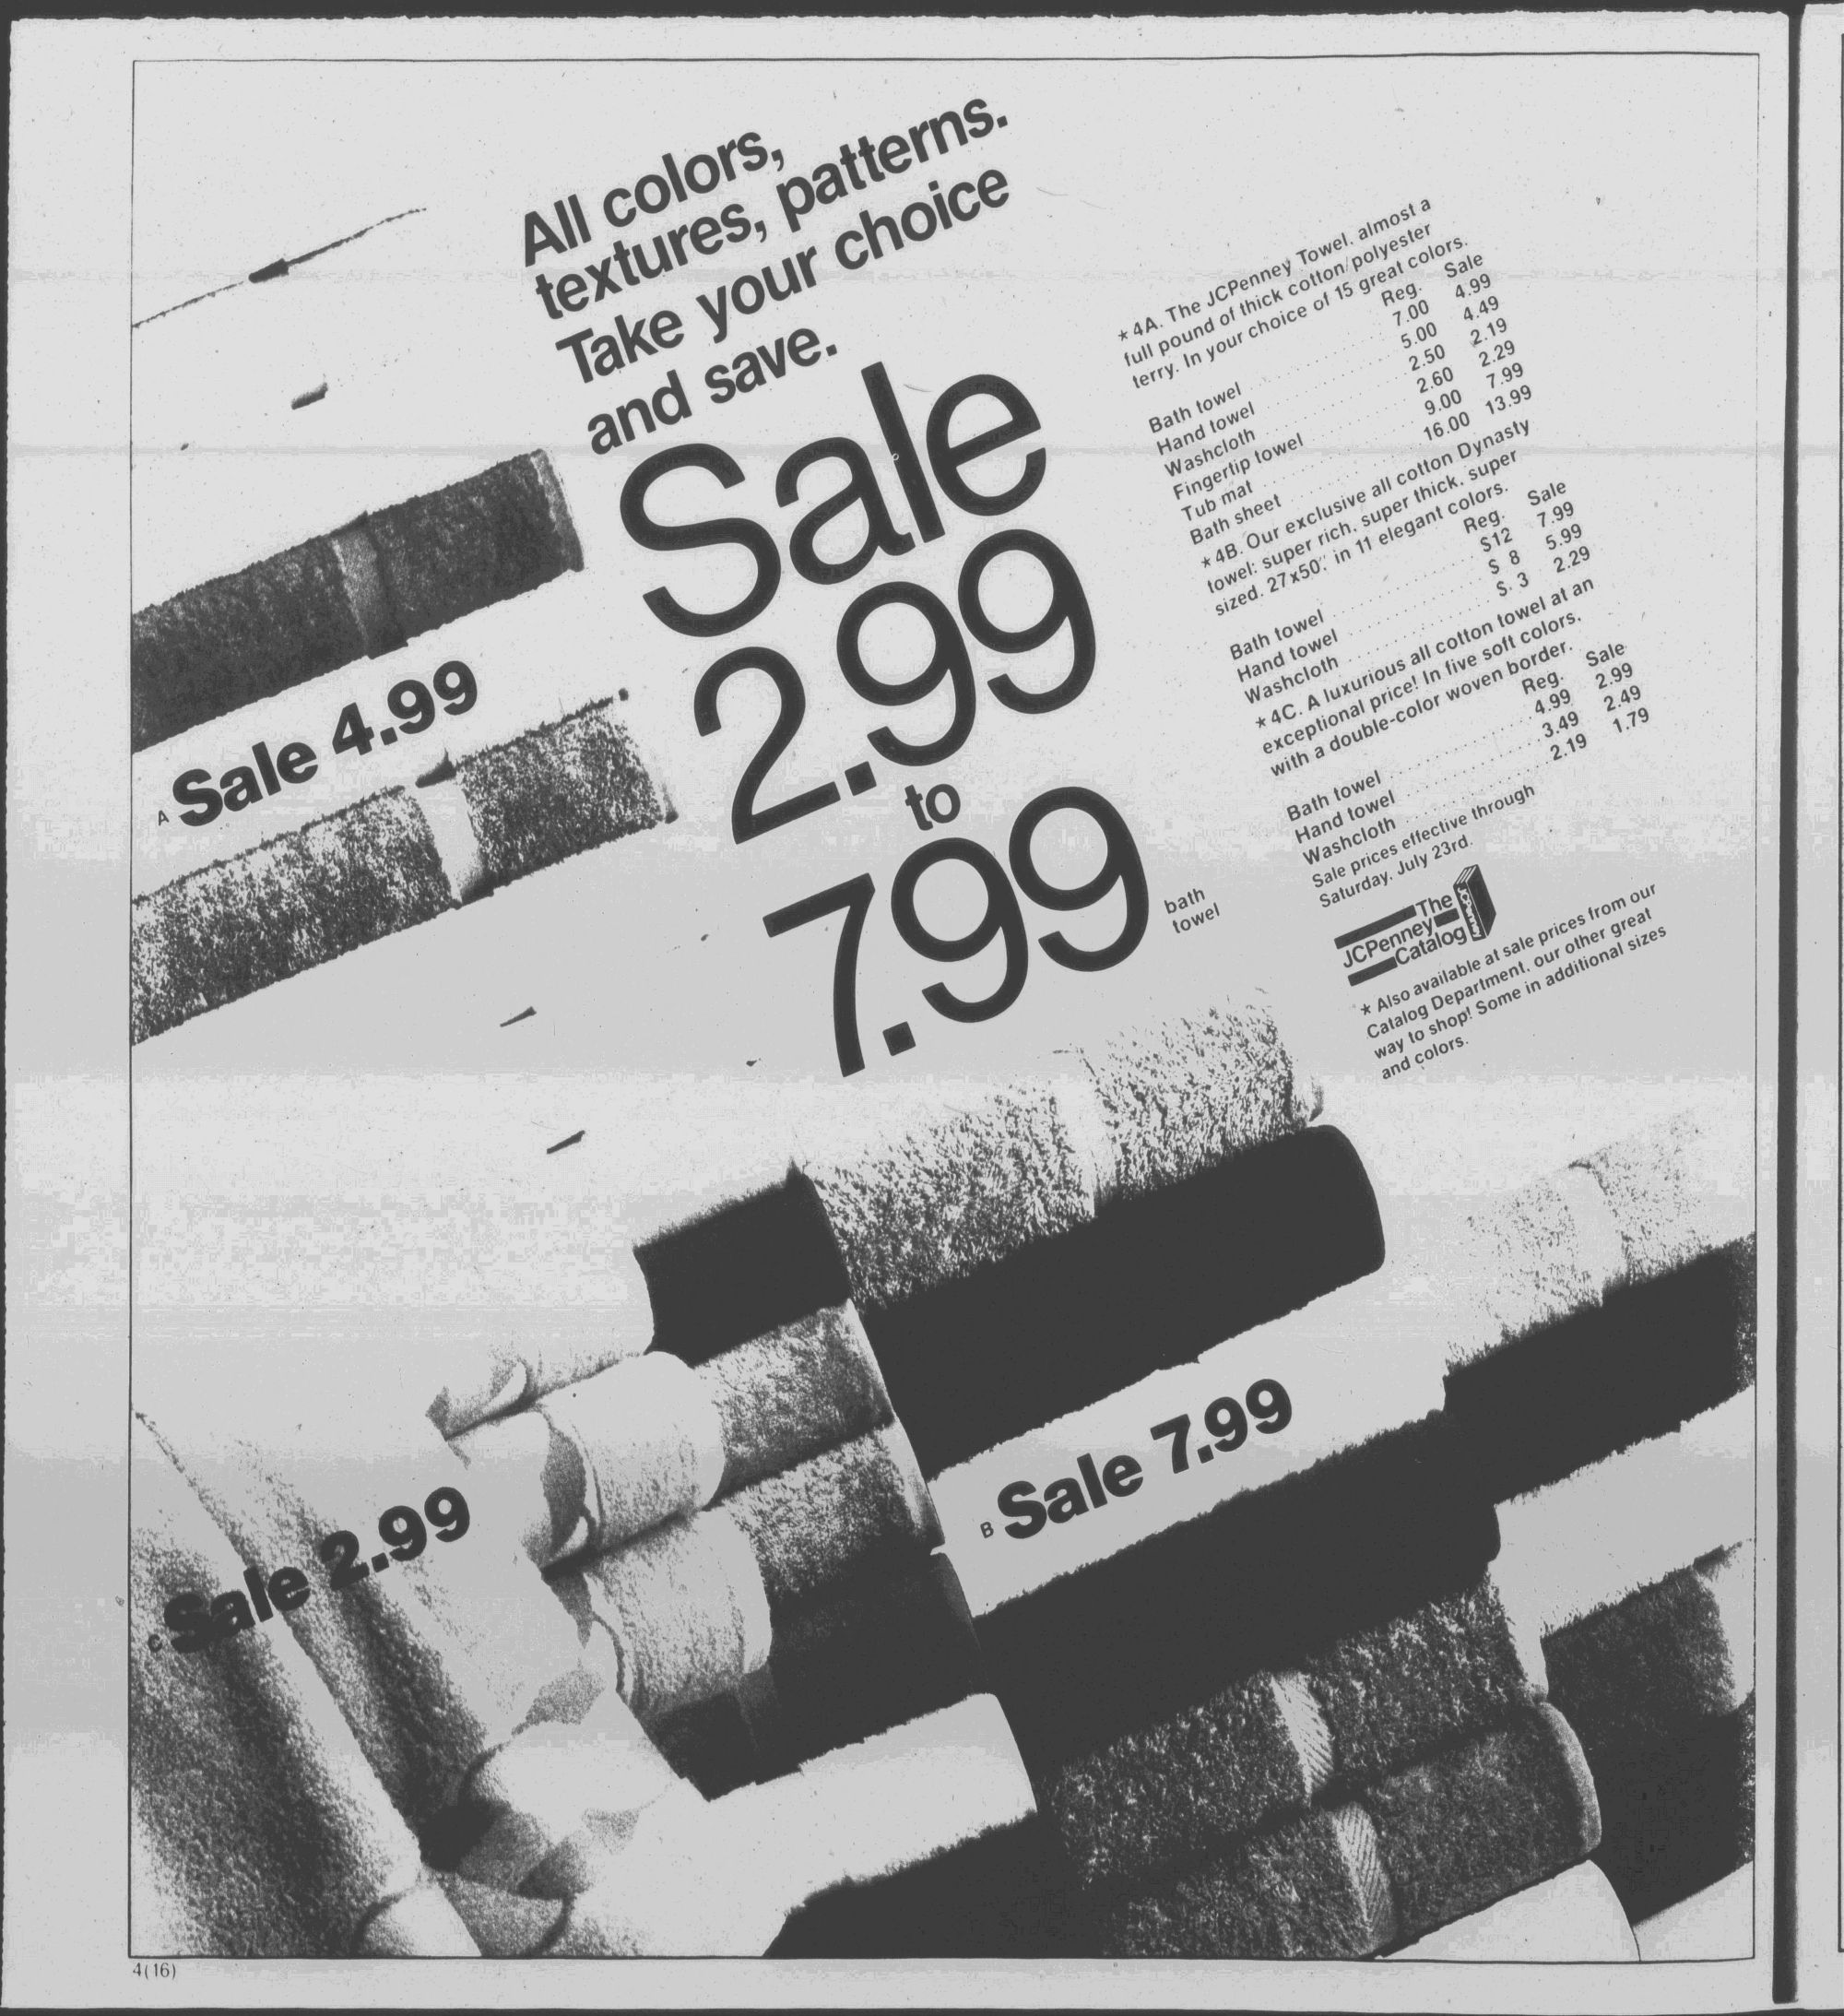 All colors,
textures, patterns.
Take your choice
and save.
Sale
2.99
to
7.99
bath
towel
A Sale 4.99
★ 4A. The JCPenney Towel, almost a
full pound of thick cotton/polyester
terry. In your choice of 15 great colors.
Reg. Sale
Bath towel 7.00 4.99
Hand towel 5.00 4.49
Washcloth 2.50 2.19
Fingertip towel 2.60 2.29
Tub mat 9.00 7.99
Bath sheet 16.00 13.99
★ 4B. Our exclusive all cotton Dynasty
towel: super rich, super thick, super
sized. 27x50", in 11 elegant colors.
Reg. Sale
Bath towel $12 7.99
Hand towel $ 8 5.99
Washcloth $. 3 2.29
★ 4C. A luxurious all cotton towel at an
exceptional price! In five soft colors,
with a double-color woven border.
Reg. Sale
Bath towel 4.99 2.99
Hand towel 3.49 2.49
Washcloth 2.19 1.79
Sale prices effective through
Saturday, July 23rd.
The
JCPenney
Catalog
JCPenney
★ Also available at sale prices from our
Catalog Department, our other great
way to shop! Some in additional sizes
and colors.
B Sale 7.99
C Sale 2.99
4(16)